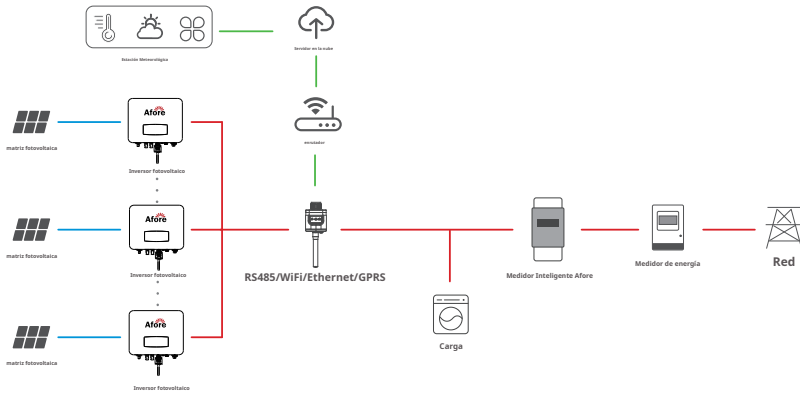 Estación Meteorológica
Servidor en la nube
enrutador
Afore
matriz fotovoltaica
Inversor fotovoltaico
Afore
matriz fotovoltaica
Inversor fotovoltaico
RS485/WiFi/Ethernet/GPRS
Medidor Inteligente Afore
Medidor de energía
Red
Afore
Carga
matriz fotovoltaica
Inversor fotovoltaico